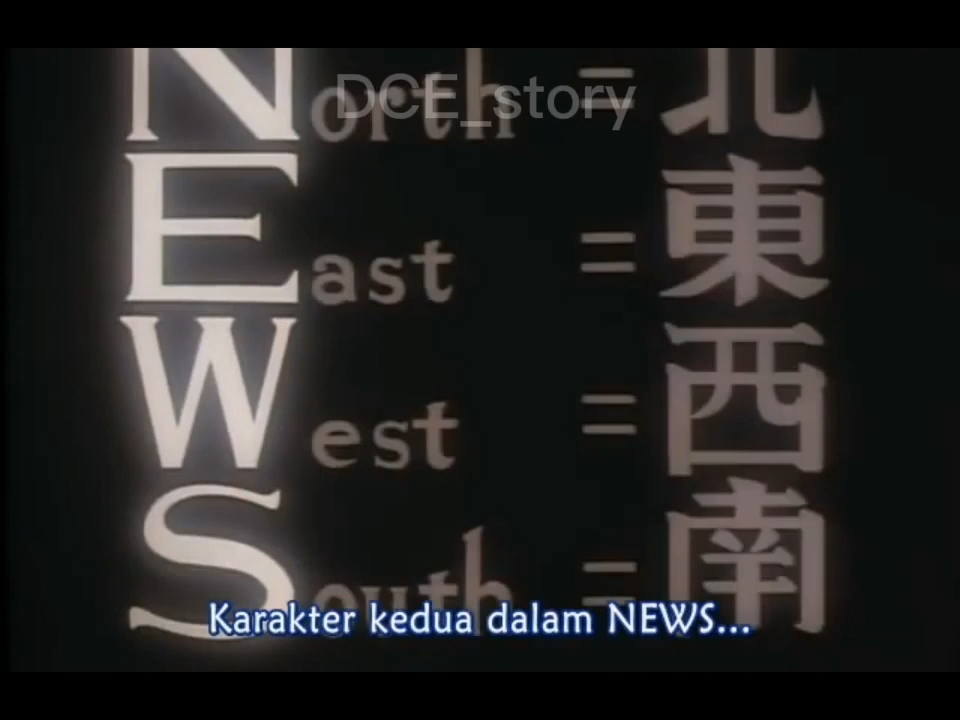 DCE_story
North = 北
East = 東
West = 西
South = 南
Karakter kedua dalam NEWS...